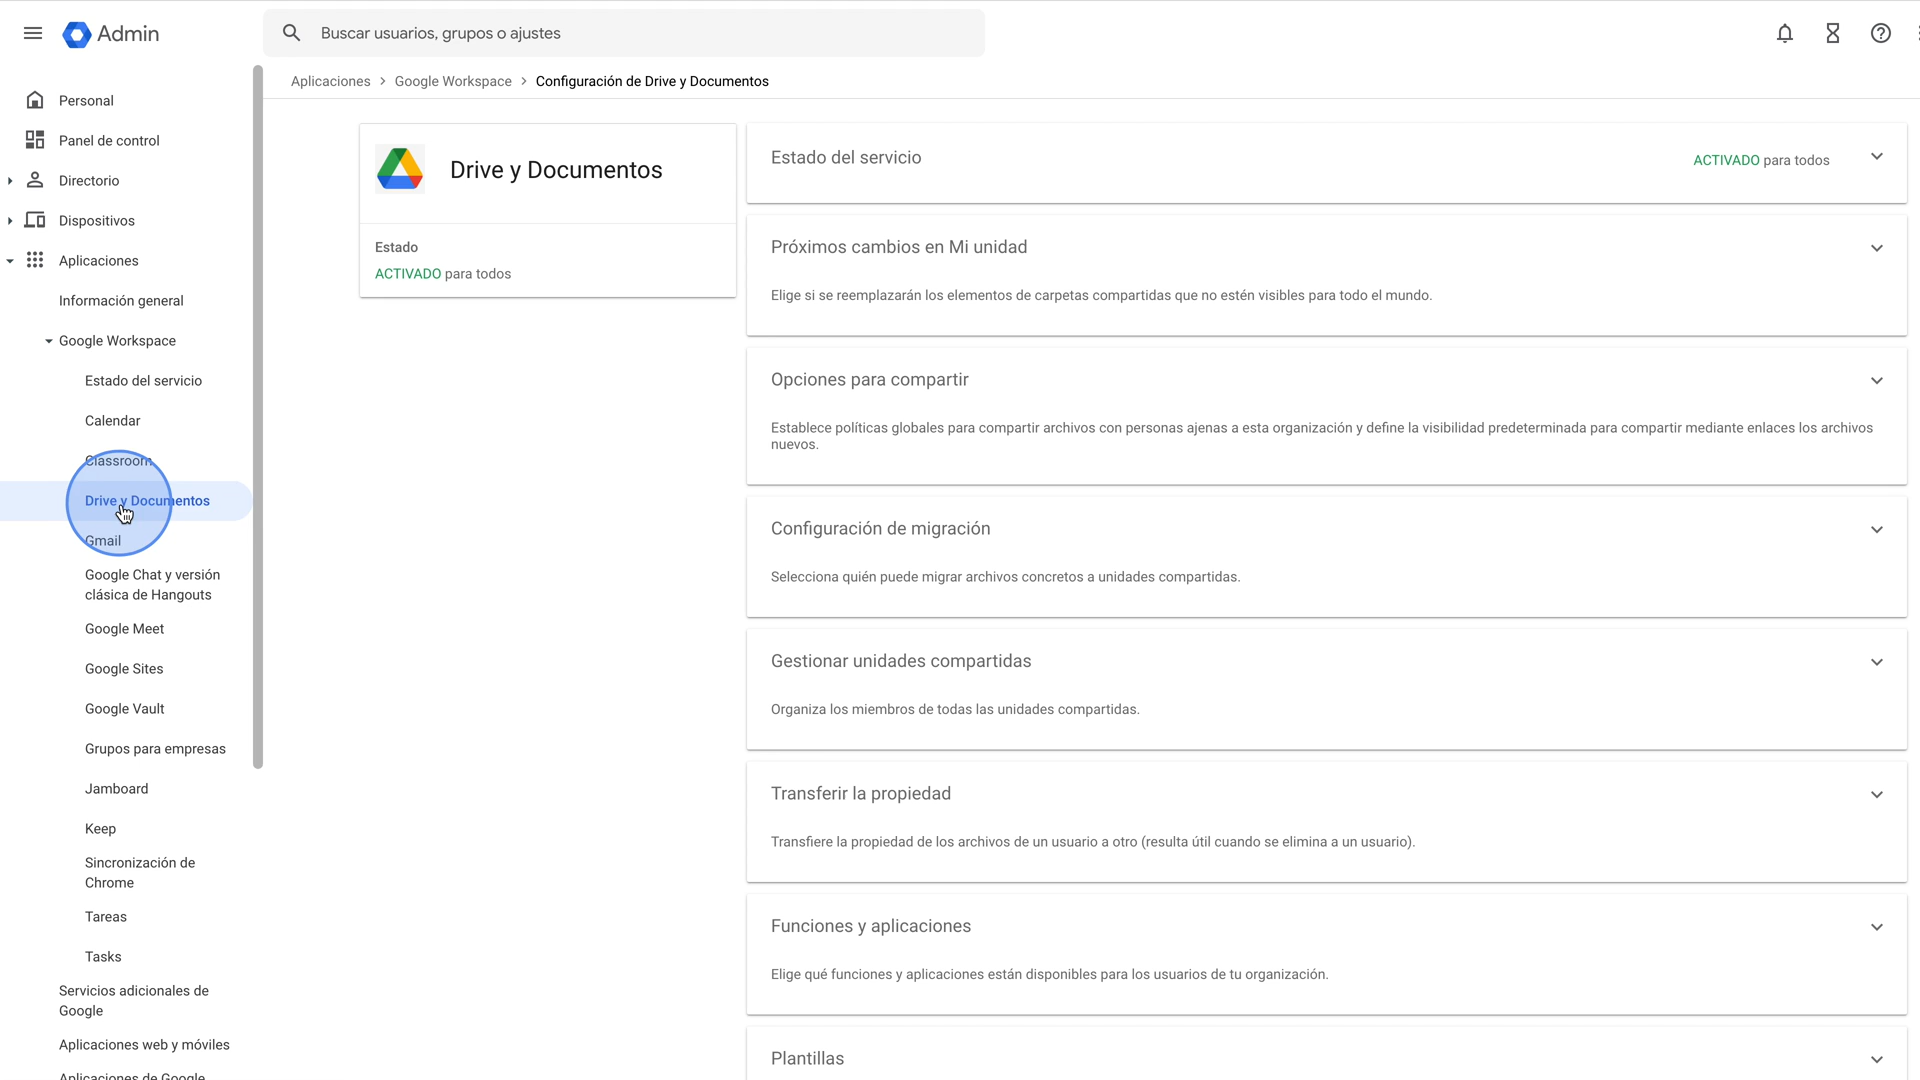 Admin
Buscar usuarios, grupos o ajustes
Aplicaciones > Google Workspace > Configuración de Drive y Documentos
Personal
Panel de control
Directorio
Dispositivos
Aplicaciones
Información general
Google Workspace
Estado del servicio
Calendar
Classroom
Drive y Documentos
Gmail
Google Chat y versión
clásica de Hangouts
Google Meet
Google Sites
Google Vault
Grupos para empresas
Jamboard
Keep
Sincronización de
Chrome
Tareas
Tasks
Servicios adicionales de
Google
Aplicaciones web y móviles
Aplicaciones de Google
Drive y Documentos
Estado
ACTIVADO para todos
Estado del servicio
ACTIVADO para todos
Próximos cambios en Mi unidad
Elige si se reemplazarán los elementos de carpetas compartidas que no estén visibles para todo el mundo.
Opciones para compartir
Establece políticas globales para compartir archivos con personas ajenas a esta organización y define la visibilidad predeterminada para compartir mediante enlaces los archivos
nuevos.
Configuración de migración
Selecciona quién puede migrar archivos concretos a unidades compartidas.
Gestionar unidades compartidas
Organiza los miembros de todas las unidades compartidas.
Transferir la propiedad
Transfiere la propiedad de los archivos de un usuario a otro (resulta útil cuando se elimina a un usuario).
Funciones y aplicaciones
Elige qué funciones y aplicaciones están disponibles para los usuarios de tu organización.
Plantillas